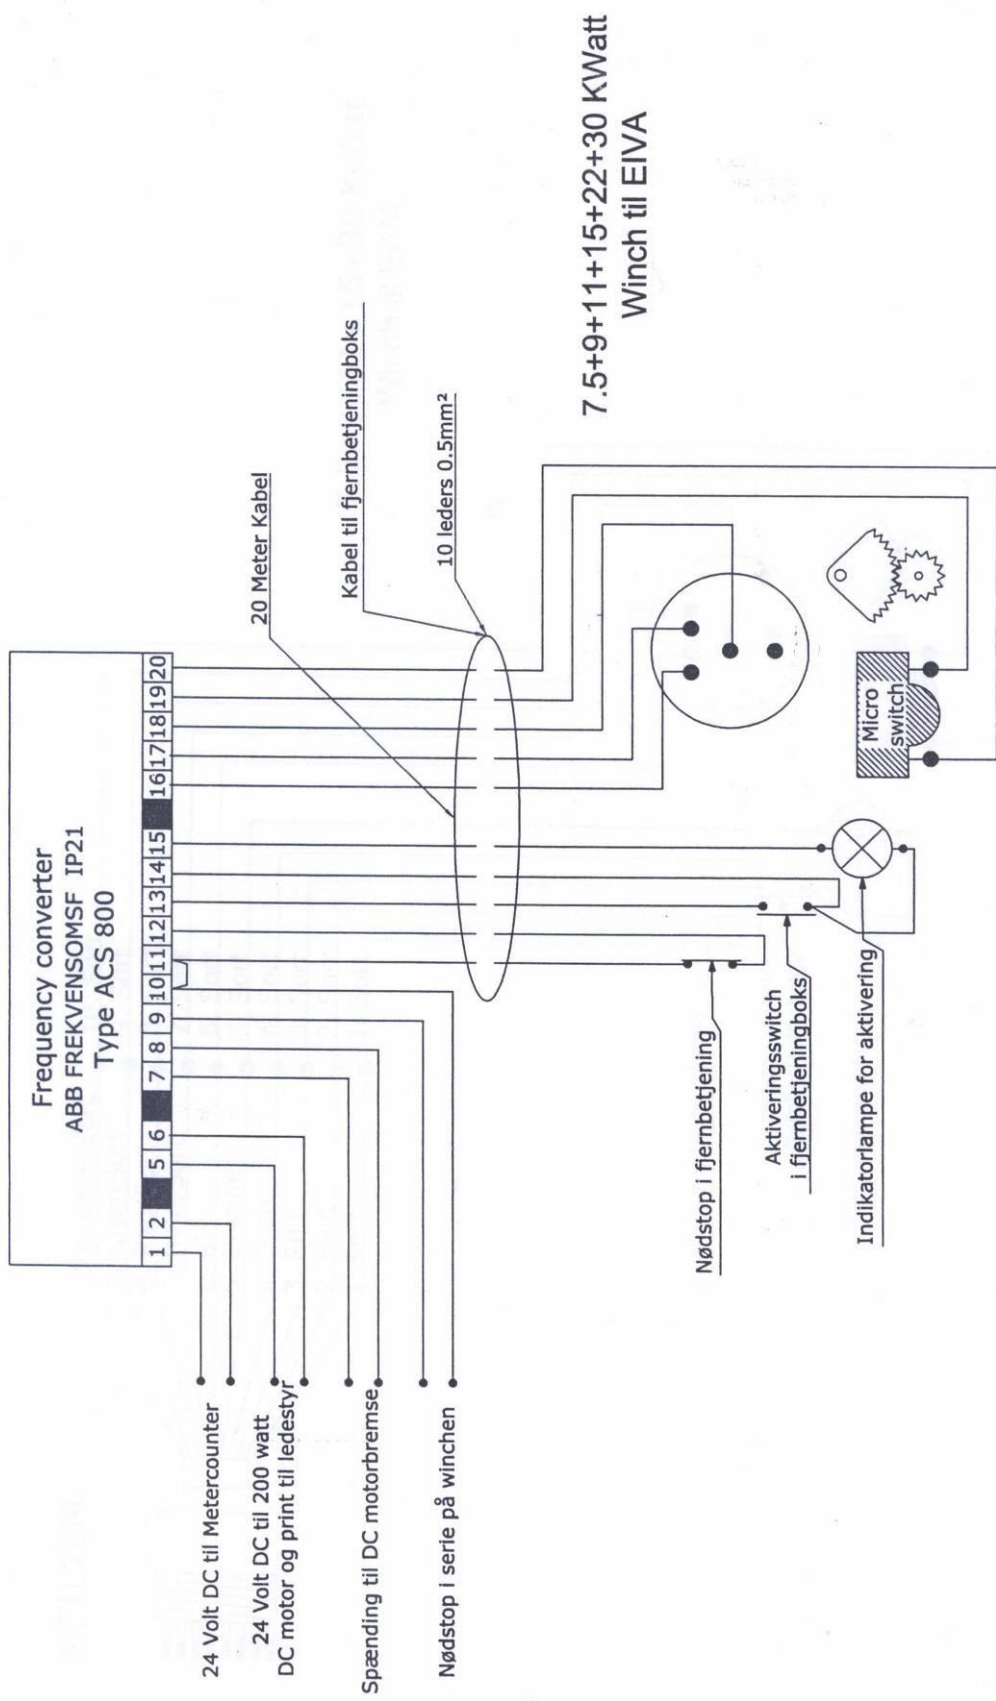 Frequency converter
ABB FREKVENSOMSF IP21
Type ACS 800
1 2 5 6 7 8 9 10 11 12 13 14 15 16 17 18 19 20
24 Volt DC til Metercounter
24 Volt DC til 200 watt
DC motor og print til ledestyr
Spænding til DC motorbremse
Nødstop i serie på winchen
20 Meter Kabel
Kabel til fjernbetjeningboks
10 leders 0.5mm²
7.5+9+11+15+22+30 KWatt
Winch til EIVA
Nødstop i fjernbetjening
Aktiveringsswitch
i fjernbetjeningboks
Indikatorlampe for aktivering
Micro
switch